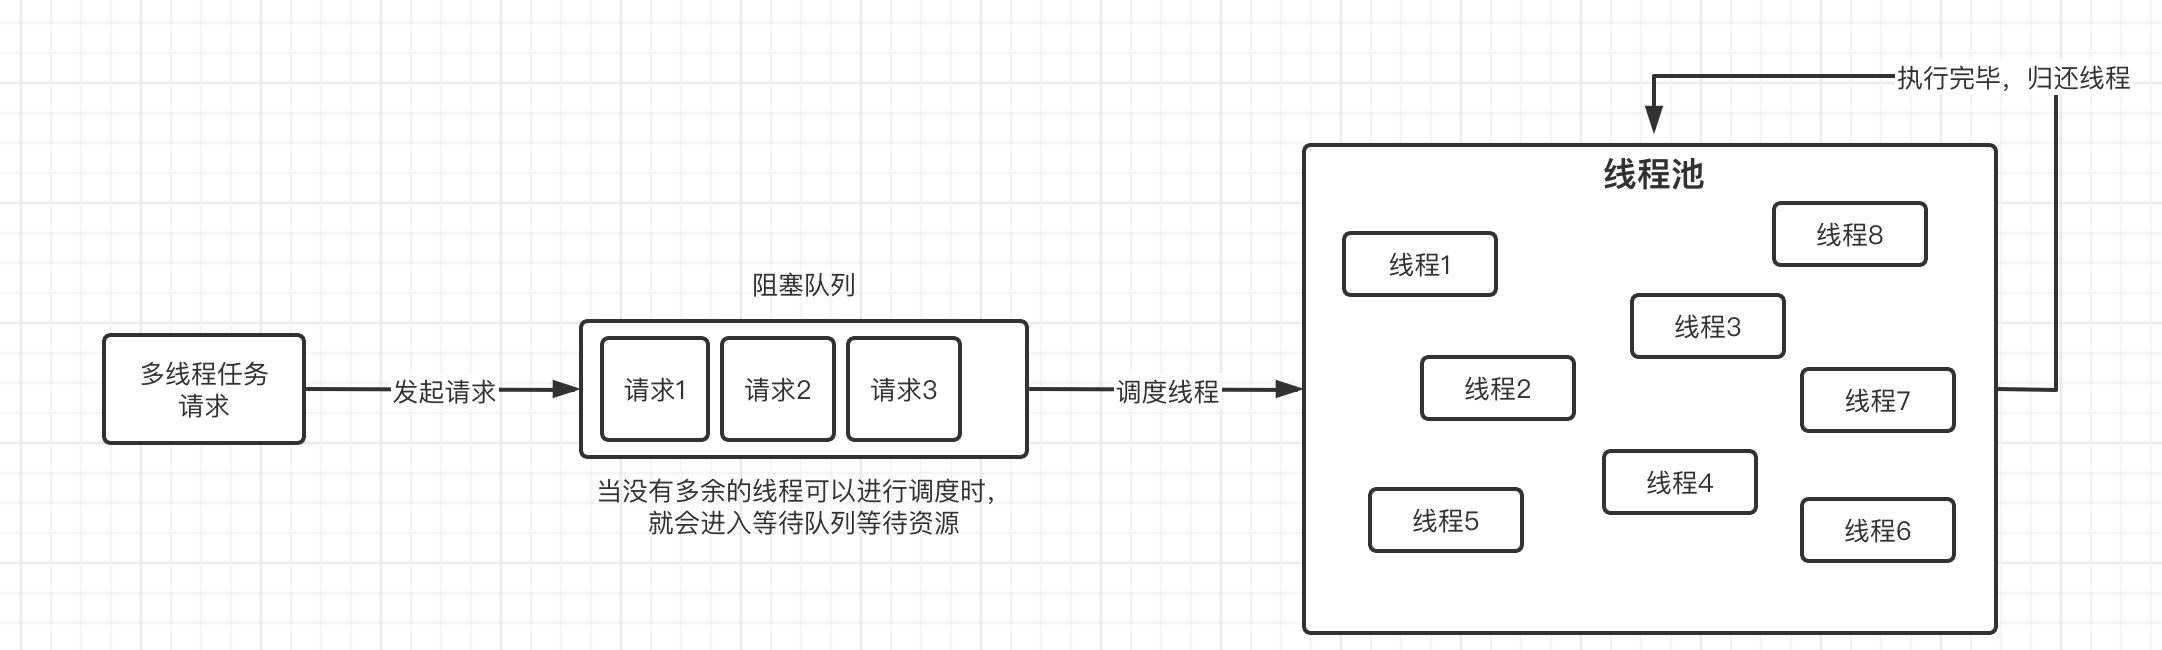 执行完毕，归还线程
线程池
线程8
线程1
阻塞队列
线程3
多线程任务
请求
发起请求
请求1
请求2
请求3
调度线程
线程2
线程7
当没有多余的线程可以进行调度时，
就会进入等待队列等待资源
线程4
线程5
线程6